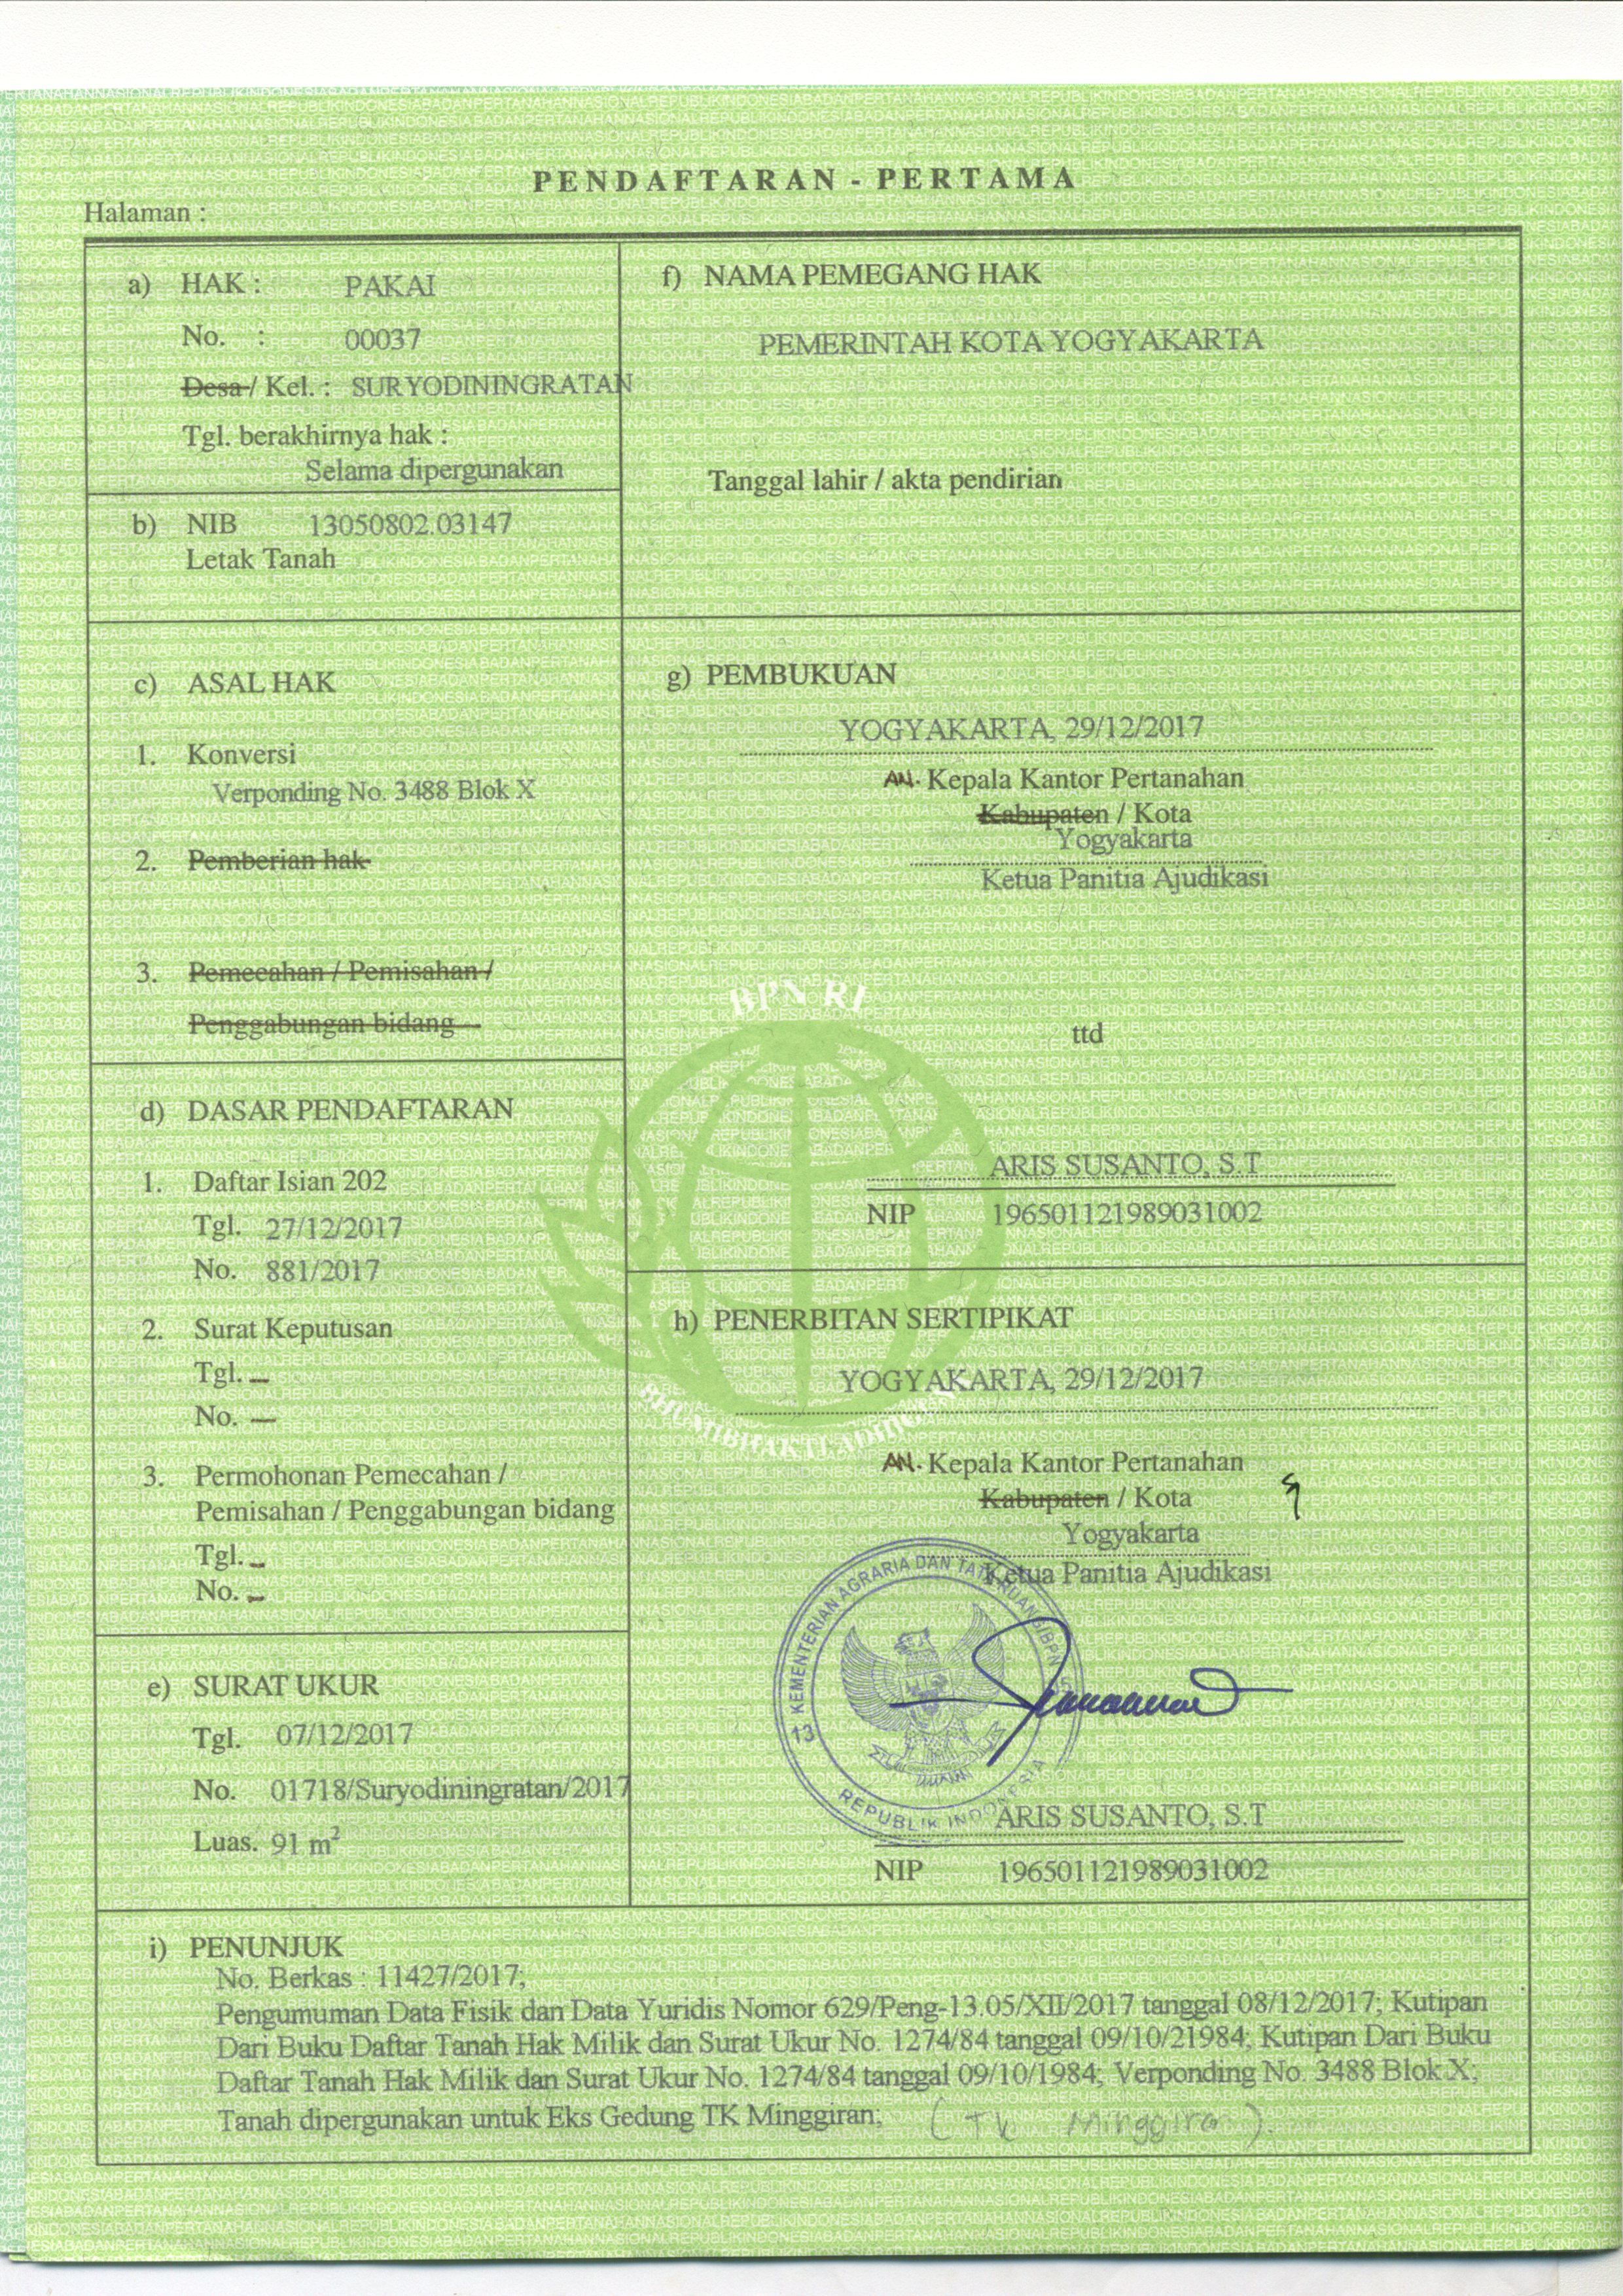 PENDAFTARAN - PERTAMA
Halaman :
a) HAK : PAKAI
No. : 00037
Desa / Kel. : SURYODININGRATAN
Tgl. berakhirnya hak :
Selama dipergunakan
b) NIB 13050802.03147
Letak Tanah
c) ASAL HAK
1. Konversi
Verponding No. 3488 Blok X
2. Pemberian hak
3. Pemecahan / Pemisahan /
Penggabungan bidang
d) DASAR PENDAFTARAN
1. Daftar Isian 202
Tgl. 27/12/2017
No. 881/2017
2. Surat Keputusan
Tgl. –
No. –
3. Permohonan Pemecahan /
Pemisahan / Penggabungan bidang
Tgl. –
No. –
e) SURAT UKUR
Tgl. 07/12/2017
No. 01718/Suryodiningratan/2017
Luas. 91 m²
f) NAMA PEMEGANG HAK
PEMERINTAH KOTA YOGYAKARTA
Tanggal lahir / akta pendirian
g) PEMBUKUAN
YOGYAKARTA, 29/12/2017
AN. Kepala Kantor Pertanahan
Kabupaten / Kota
Yogyakarta
Ketua Panitia Ajudikasi
BPN RI
ttd
ARIS SUSANTO, S.T
NIP 196501121989031002
h) PENERBITAN SERTIPIKAT
YOGYAKARTA, 29/12/2017
AN. Kepala Kantor Pertanahan
Kabupaten / Kota
Yogyakarta
Ketua Panitia Ajudikasi
KEMENTERIAN AGRARIA DAN TATA RUANG/BPN
13
REPUBLIK INDONESIA
ARIS SUSANTO, S.T
NIP 196501121989031002
i) PENUNJUK
No. Berkas : 11427/2017;
Pengumuman Data Fisik dan Data Yuridis Nomor 629/Peng-13.05/XII/2017 tanggal 08/12/2017; Kutipan
Dari Buku Daftar Tanah Hak Milik dan Surat Ukur No. 1274/84 tanggal 09/10/21984; Kutipan Dari Buku
Daftar Tanah Hak Milik dan Surat Ukur No. 1274/84 tanggal 09/10/1984; Verponding No. 3488 Blok X;
Tanah dipergunakan untuk Eks Gedung TK Minggiran; (TK Minggiran).